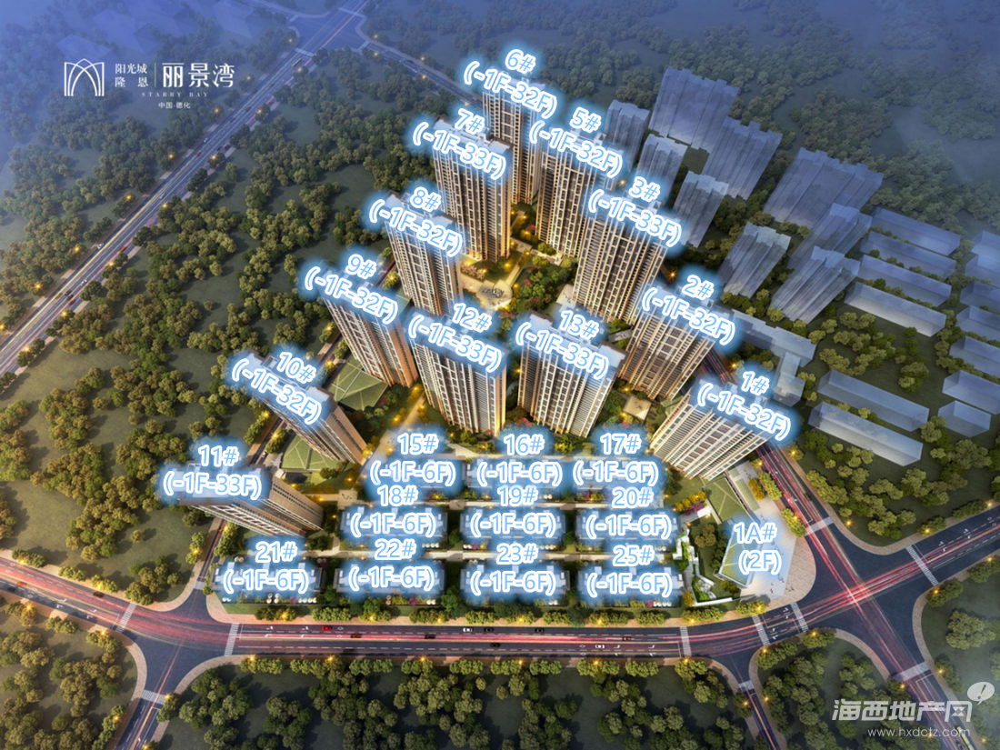 阳光城
隆恩
丽景湾
STARRY BAY
中国·德化
6#
(-1F-32F)
5#
(-1F-32F)
7#
(-1F-33F)
3#
(-1F-33F)
8#
(-1F-32F)
9#
(-1F-32F)
2#
(-1F-32F)
12#
(-1F-33F)
13#
(-1F-33F)
10#
(-1F-32F)
1#
(-1F-32F)
11#
(-1F-33F)
15#
(-1F-6F)
16#
(-1F-6F)
17#
(-1F-6F)
18#
(-1F-6F)
19#
(-1F-6F)
20#
(-1F-6F)
1A#
(2F)
21#
(-1F-6F)
22#
(-1F-6F)
23#
(-1F-6F)
25#
(-1F-6F)
海西地产网
www.hxdctz.com